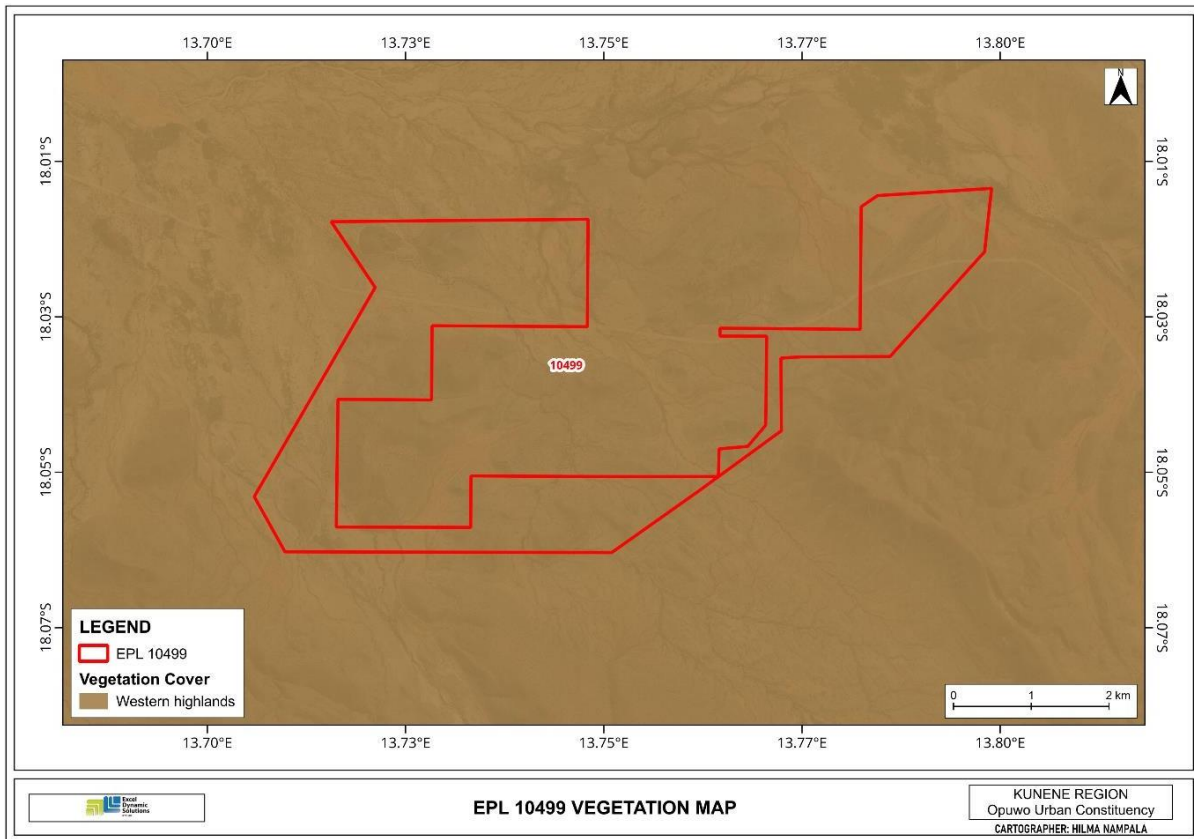 13.70°E 13.73°E 13.75°E 13.77°E 13.80°E
N
18.01°S 18.01°S
18.03°S 18.03°S
10499
18.05°S 18.05°S
18.07°S 18.07°S
LEGEND
EPL 10499
Vegetation Cover
Western highlands
0 1 2 km
13.70°E 13.73°E 13.75°E 13.77°E 13.80°E
Excel
Dynamic
Solutions
EPL 10499 VEGETATION MAP
KUNENE REGION
Opuwo Urban Constituency
CARTOGRAPHER: HILMA NAMPALA